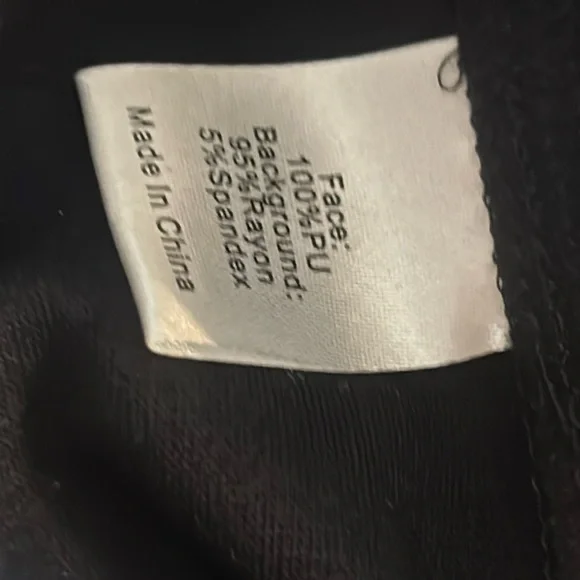 Face:
100%PU
Background:
95%Rayon
5%Spandex
Made In China